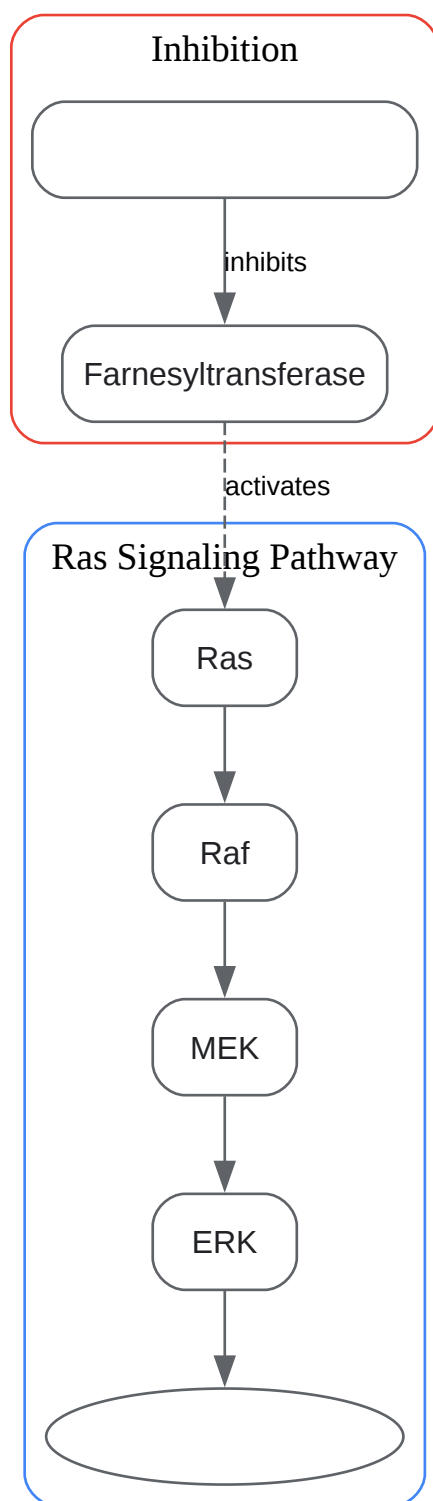 Inhibition
inhibits
Farnesyltransferase
activates
Ras Signaling Pathway
Ras
Raf
MEK
ERK